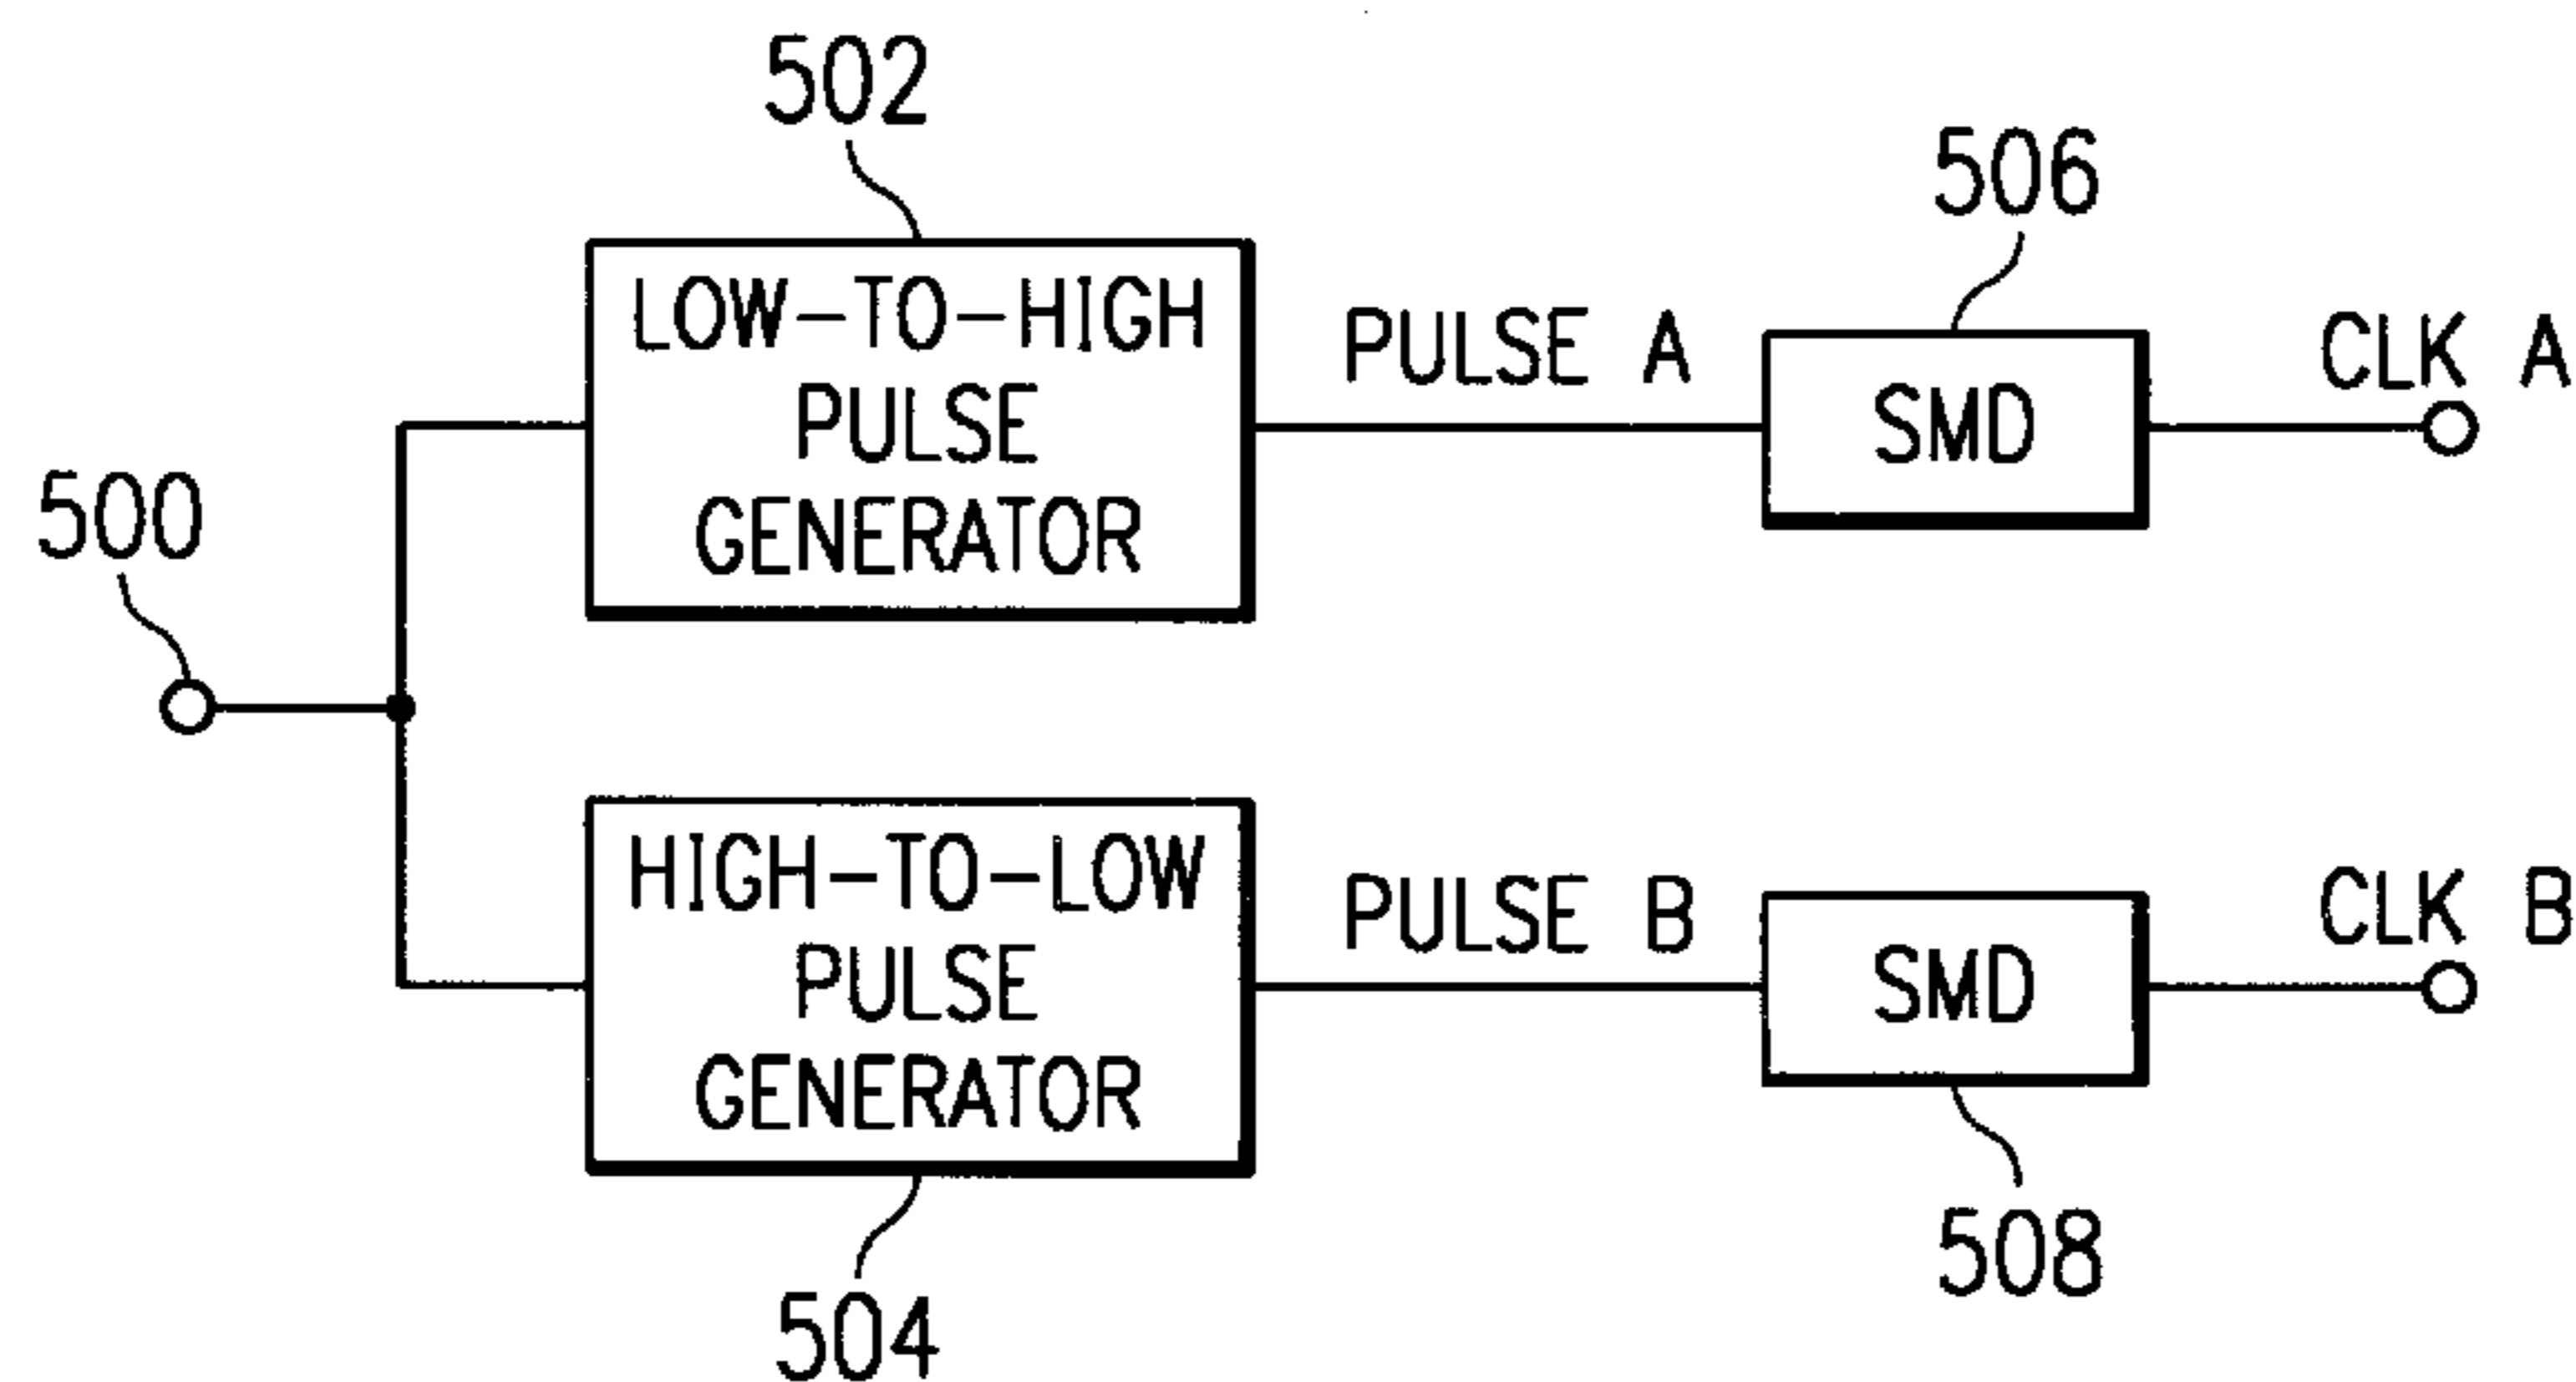 502
506
LOW-TO-HIGH
PULSE
GENERATOR
PULSE A
SMD
CLK A
500
HIGH-TO-LOW
PULSE
GENERATOR
PULSE B
SMD
CLK B
504
508